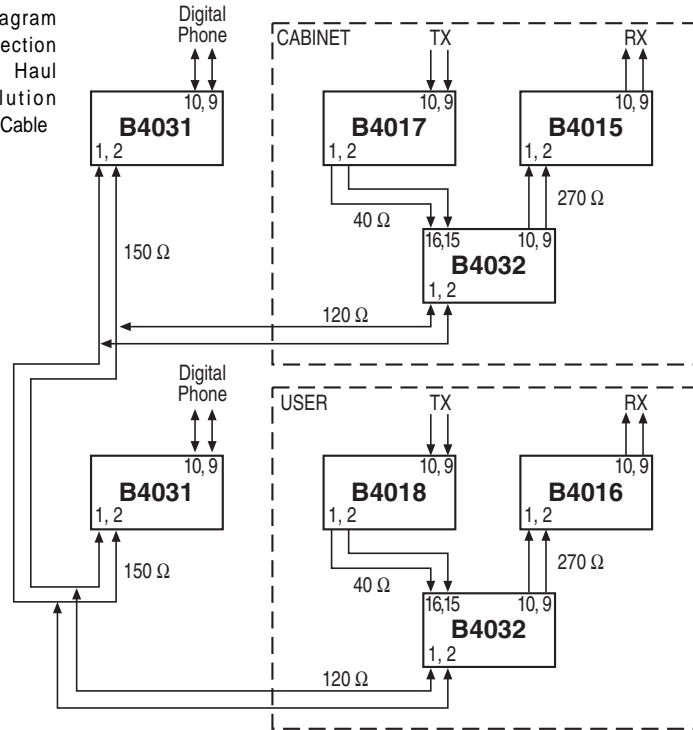 agram
ection
Haul
lution
Cable
Digital
Phone
10, 9
B4031
1, 2
150 Ω
CABINET
TX
RX
10, 9
B4017
1, 2
40 Ω
10, 9
B4015
1, 2
270 Ω
16,15
10, 9
B4032
1, 2
120 Ω
Digital
Phone
10, 9
B4031
1, 2
150 Ω
USER
TX
RX
10, 9
B4018
1, 2
40 Ω
10, 9
B4016
1, 2
270 Ω
16,15
10, 9
B4032
1, 2
120 Ω